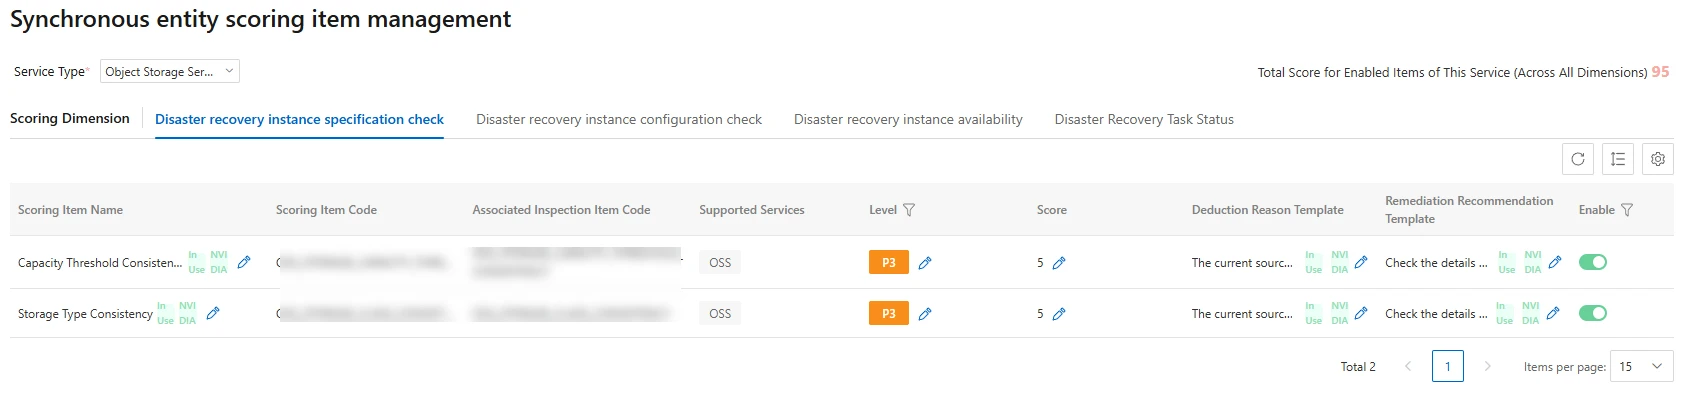 Synchronous entity scoring item management
Service Type* Object Storage Ser...
Total Score for Enabled Items of This Service (Across All Dimensions) 95
Scoring Dimension Disaster recovery instance specification check Disaster recovery instance configuration check Disaster recovery instance availability Disaster Recovery Task Status
Scoring Item Name Scoring Item Code Associated Inspection Item Code Supported Services Level Score Deduction Reason Template Remediation Recommendation Template Enable
Capacity Threshold Consisten... In Use NVI DIA OSS P3 5 The current sourc... In Use NVI DIA Check the details ... In Use NVI DIA
Storage Type Consistency In Use NVI DIA OSS P3 5 The current sourc... In Use NVI DIA Check the details ... In Use NVI DIA
Total 2 1 Items per page: 15